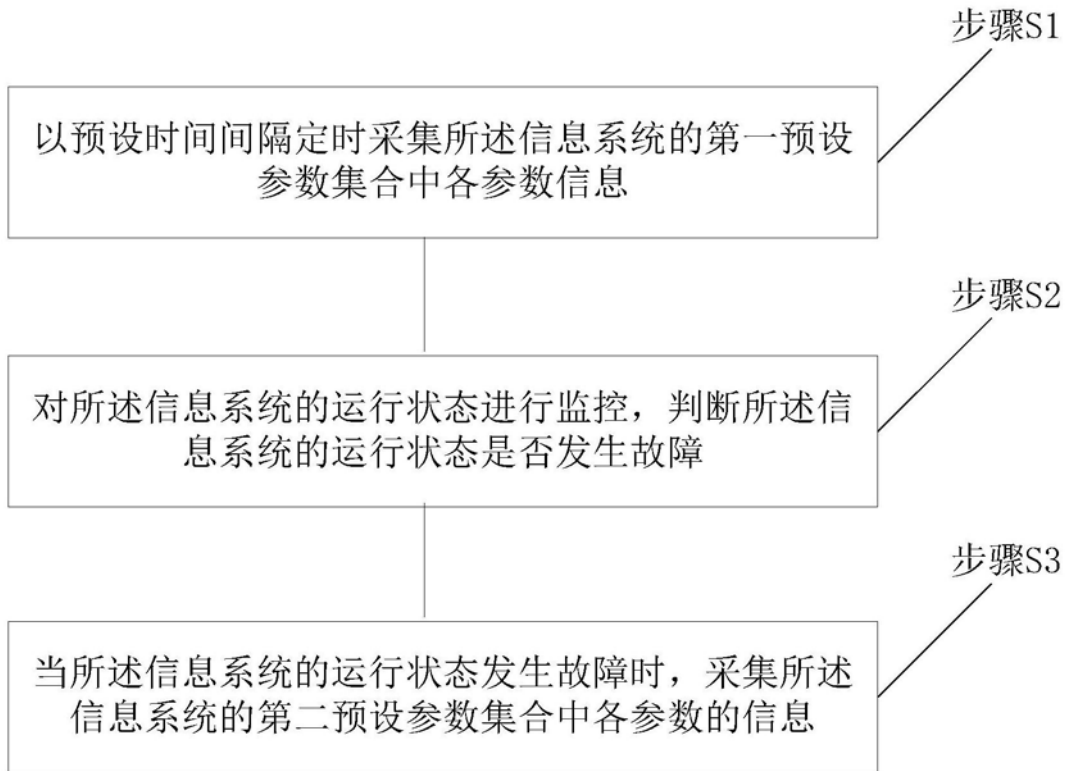 步骤S1
以预设时间间隔定时采集所述信息系统的第一预设
参数集合中各参数信息
步骤S2
对所述信息系统的运行状态进行监控，判断所述信
息系统的运行状态是否发生故障
步骤S3
当所述信息系统的运行状态发生故障时，采集所述
信息系统的第二预设参数集合中各参数的信息